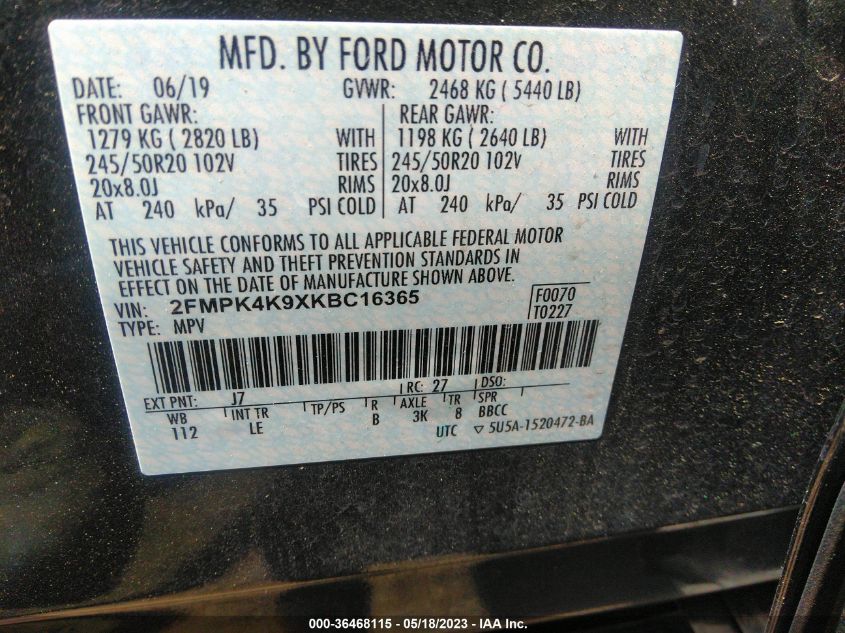 MFD. BY FORD MOTOR CO.
DATE: 06/19 GVWR: 2468 KG ( 5440 LB)
FRONT GAWR: REAR GAWR:
1279 KG ( 2820 LB) WITH 1198 KG ( 2640 LB) WITH
245/50R20 102V TIRES 245/50R20 102V TIRES
20x8.0J RIMS 20x8.0J RIMS
AT 240 kPa/ 35 PSI COLD AT 240 kPa/ 35 PSI COLD
THIS VEHICLE CONFORMS TO ALL APPLICABLE FEDERAL MOTOR
VEHICLE SAFETY AND THEFT PREVENTION STANDARDS IN
EFFECT ON THE DATE OF MANUFACTURE SHOWN ABOVE.
VIN: 2FMPK4K9XKBC16365 F0070
TYPE: MPV T0227
EXT PNT: J7 RC: 27 DSO:
WB INT TR TP/PS R AXLE TR SPR
112 LE B 3K 8 BBCC
UTC ▽ 5U5A-1520472-BA
000-36468115 - 05/18/2023 - IAA Inc.